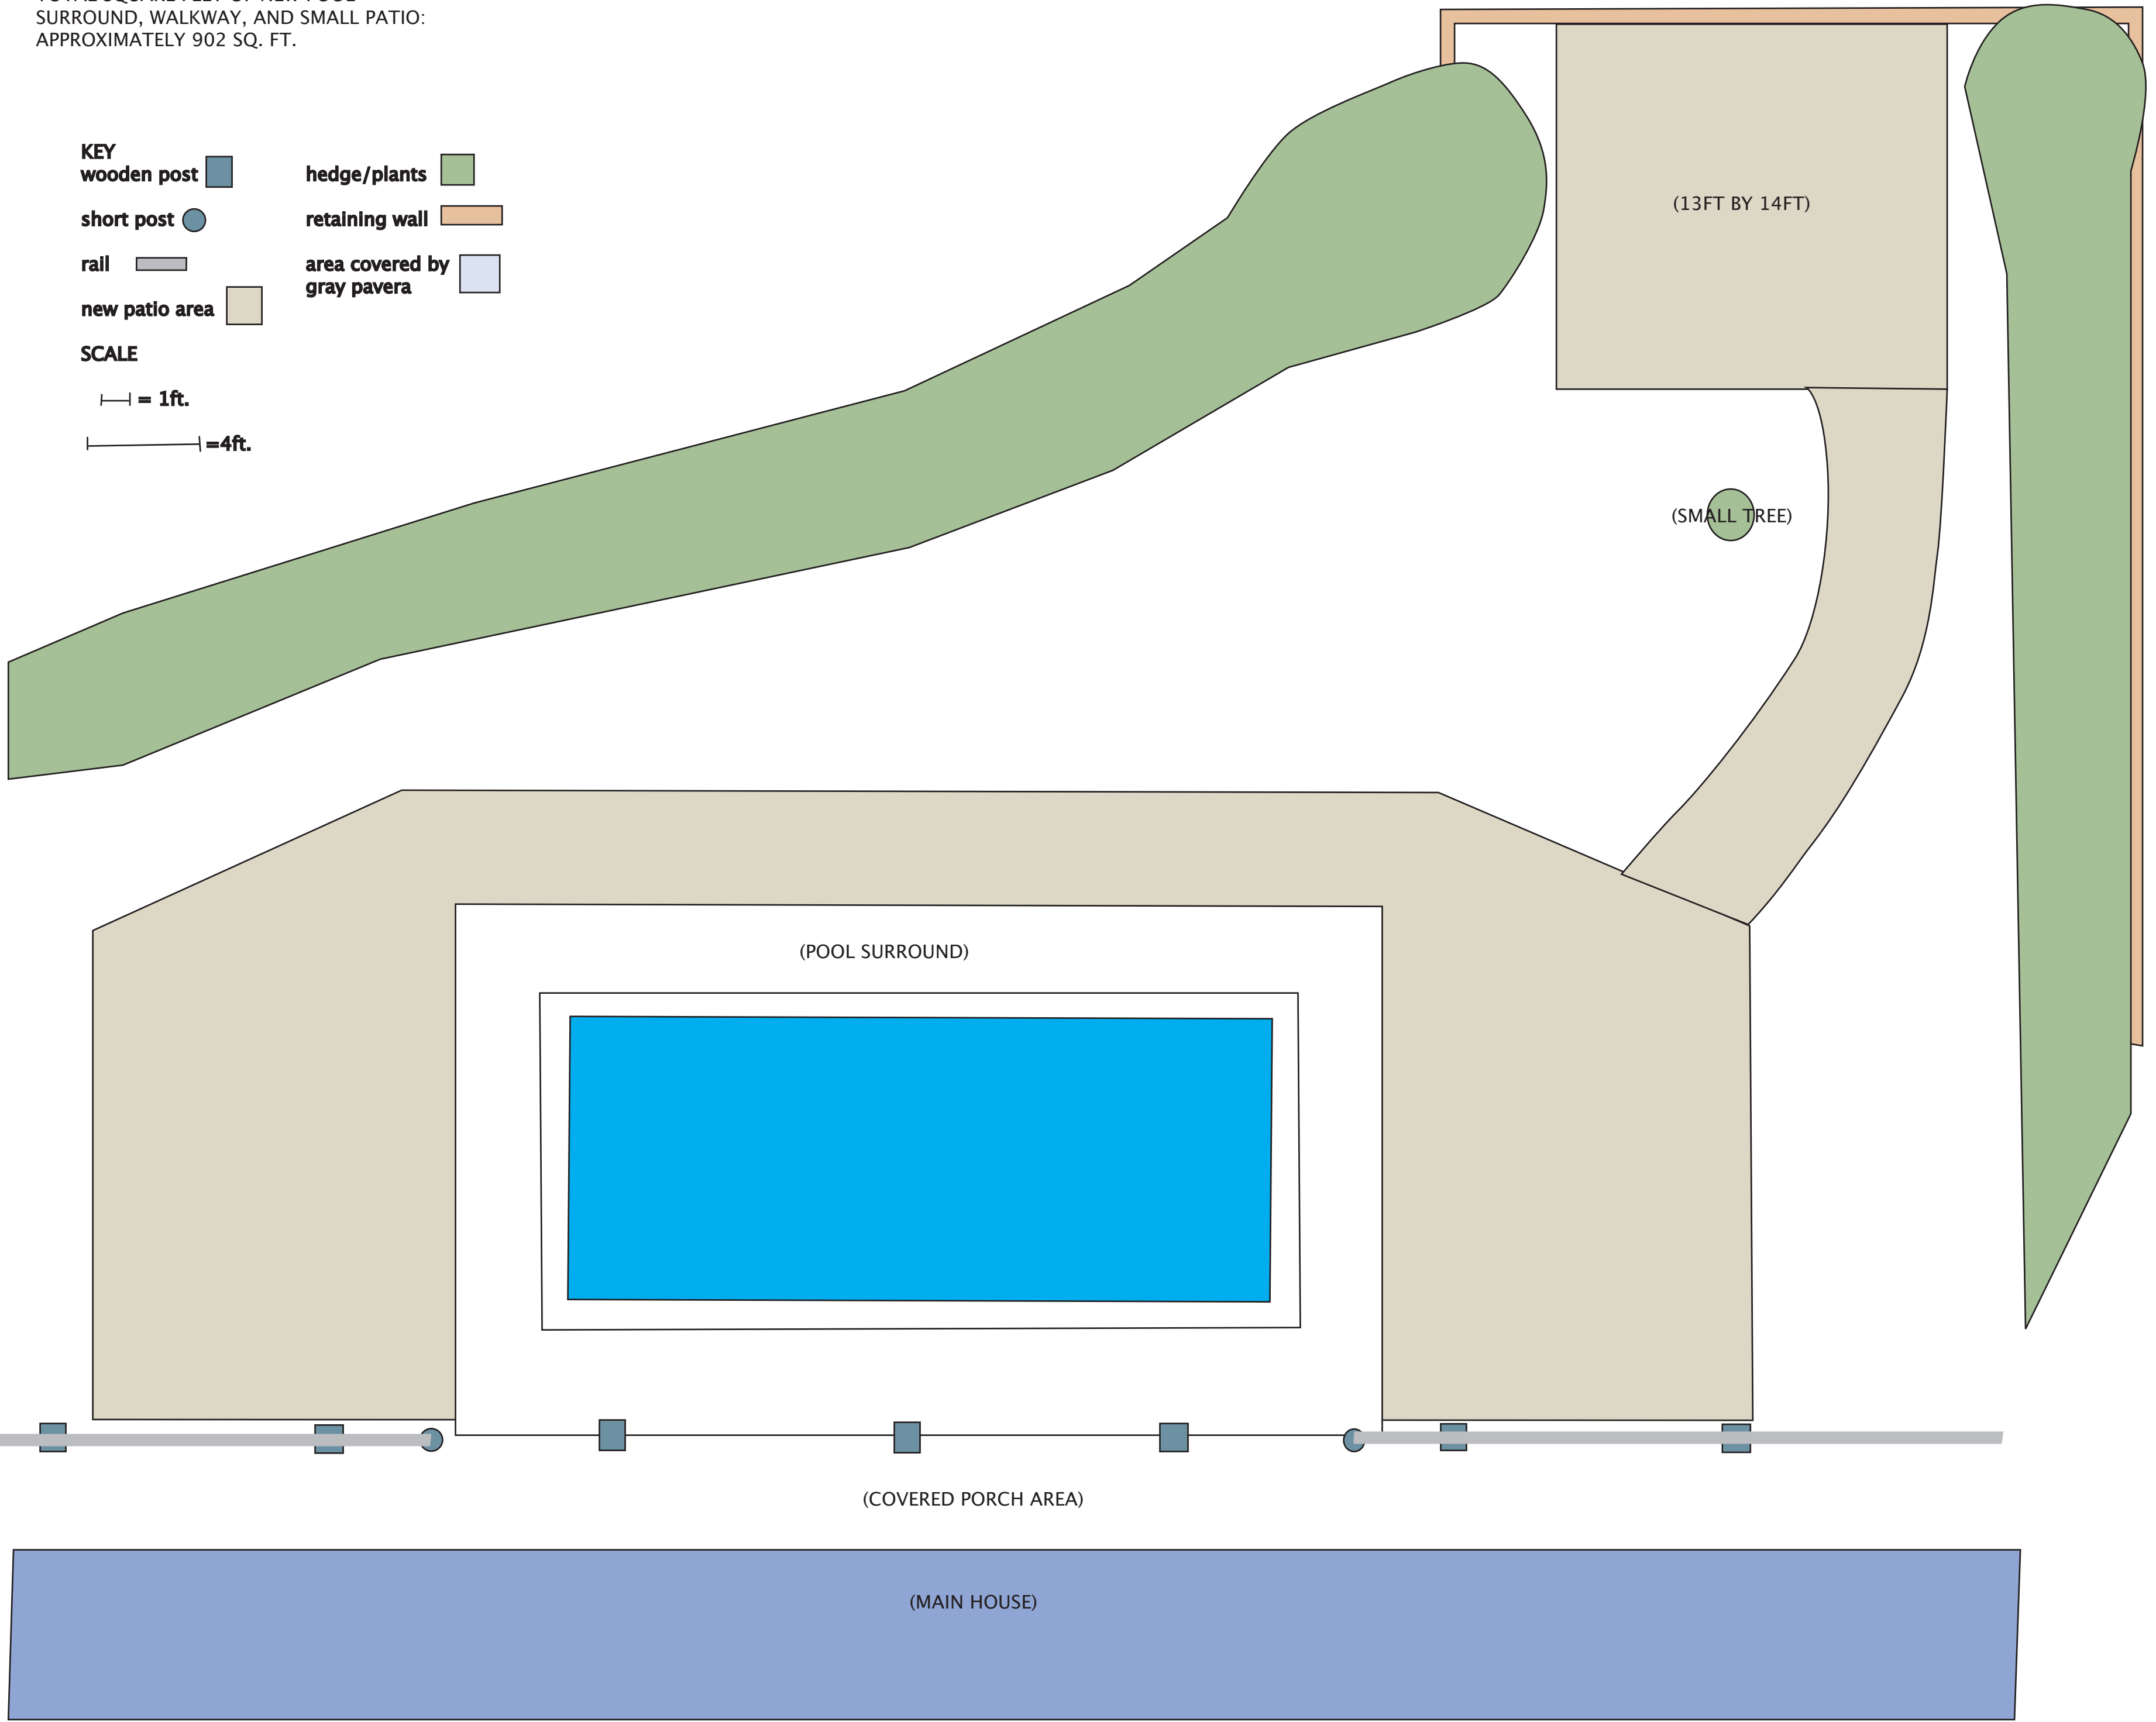 SURROUND, WALKWAY, AND SMALL PATIO:
APPROXIMATELY 902 SQ. FT.
KEY
wooden post
short post
rail
new patio area
hedge/plants
retaining wall
area covered by
gray pavera
SCALE
= 1ft.
=4ft.
(13FT BY 14FT)
(SMALL TREE)
(POOL SURROUND)
(COVERED PORCH AREA)
(MAIN HOUSE)